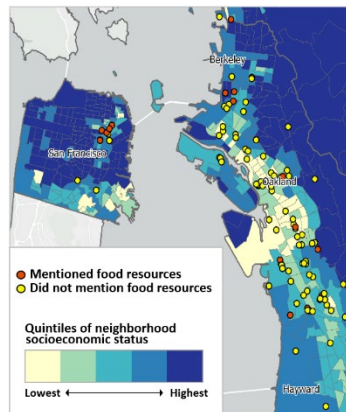 Berkeley
San Francisco
Oakland
Mentioned food resources
Did not mention food resources
Quintiles of neighborhood
socioeconomic status
Lowest
Highest
Hayward